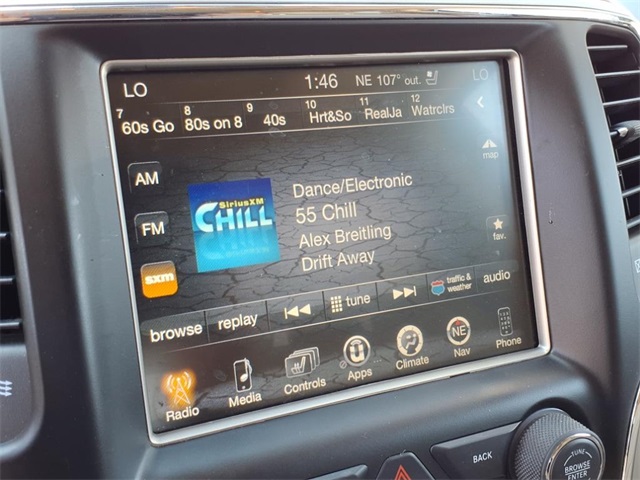 LO 1:46 NE 107° out. LO
7 60s Go 8 80s on 8 9 40s 10 Hrt&So 11 RealJa 12 Watrclrs
map
AM
SiriusXM
CHILL
Dance/Electronic
55 Chill
Alex Breitling
Drift Away
FM
fav.
sxm
browse replay tune traffic & weather audio
Radio Media Controls Apps Climate NE Nav Phone
BACK
TUNE
BROWSE
ENTER